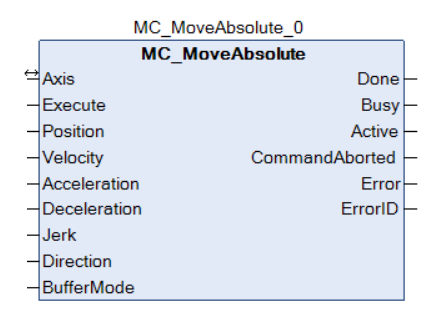 MC_MoveAbsolute_0
MC_MoveAbsolute
Axis Done
Execute Busy
Position Active
Velocity CommandAborted
Acceleration Error
Deceleration ErrorID
Jerk
Direction
BufferMode